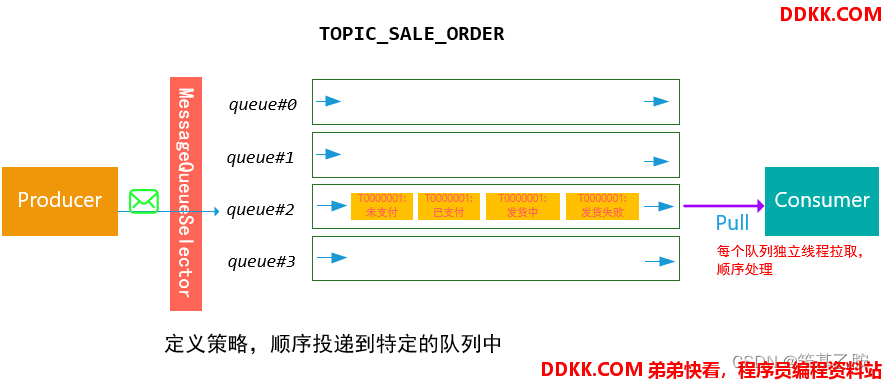 DDKK.COM
TOPIC_SALE_ORDER
MessageQueueSelector
queue#0
queue#1
Producer
queue#2
T0000001:
未支付
T0000001:
已支付
T0000001:
发货中
T0000001:
发货失败
Consumer
Pull
queue#3
每个队列独立线程拉取，
顺序处理
定义策略，顺序投递到特定的队列中
DDKK.COM 弟弟快看，程序员编程资料站